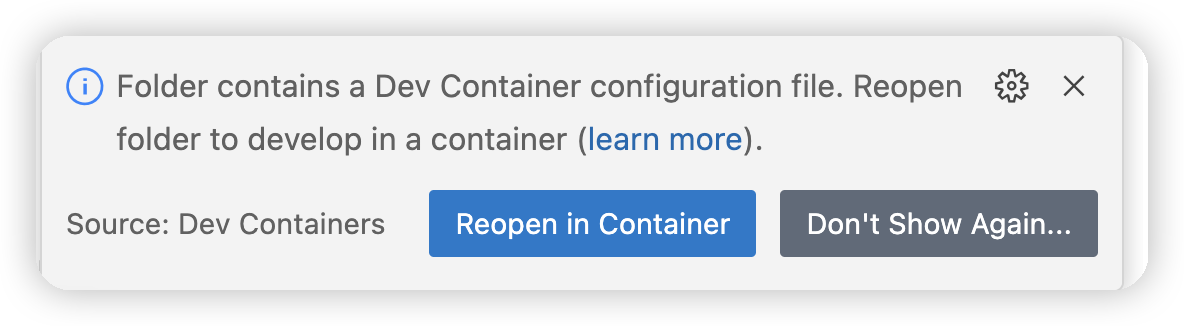 Folder contains a Dev Container configuration file. Reopen
folder to develop in a container (learn more).
Source: Dev Containers
Reopen in Container
Don't Show Again...